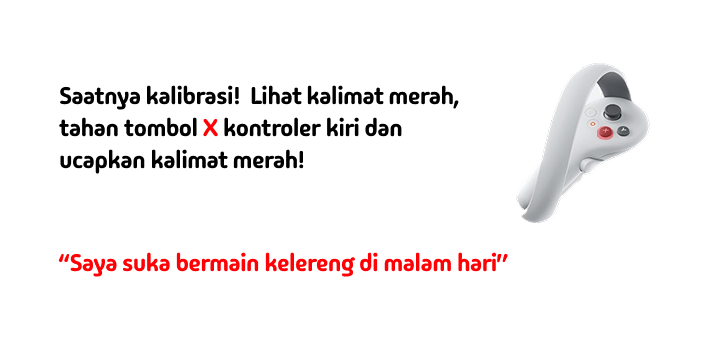 Saatnya kalibrasi! Lihat kalimat merah,
tahan tombol X kontroler kiri dan
ucapkan kalimat merah!
“Saya suka bermain kelereng di malam hari”